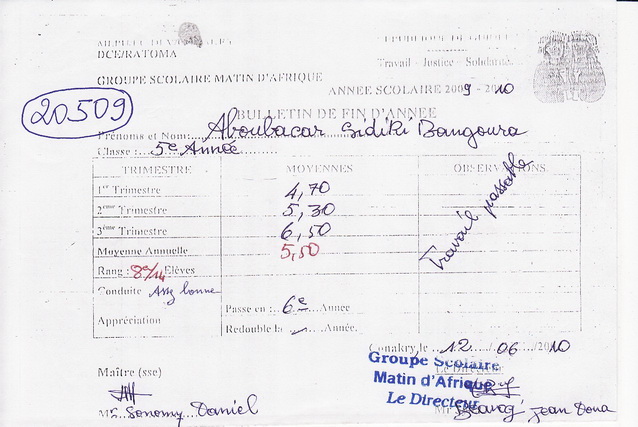 DCE/RATOMA
Travail - Justice - Solidarité
GROUPE SCOLAIRE MATIN D'AFRIQUE
ANNEE SCOLAIRE 2009 - 2010
20509
BULLETIN DE FIN D'ANNEE
Prénoms et Nom: Aboubacar Sidiki Bangoura
Classe : 5e Année
TRIMESTRE MOYENNES OBSERVATIONS
1er Trimestre 4,70
2ème Trimestre 5,30
3ème Trimestre 6,50
Moyenne Annuelle 5,50
Travail passable
Rang : 8e/14 Elèves
Conduite Assz bonne
Appréciation
Passe en : 6e Année
Redouble la Année.
Conakry le 12 / 06 / 2010
Maître (sse)
Le Directeur
Groupe Scolaire
Matin d'Afrique
Le Directeur
Sonomy Daniel
Jean Dona